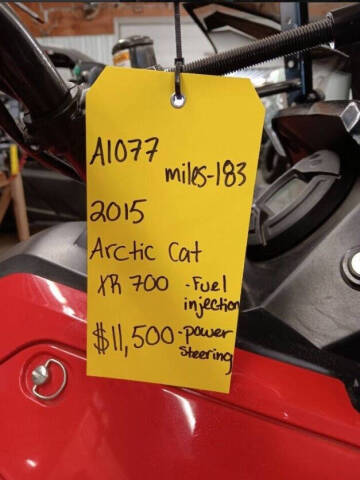 A1077
miles-183
2015
Arctic Cat
XR 700 -Fuel injection
$11,500 -power steering